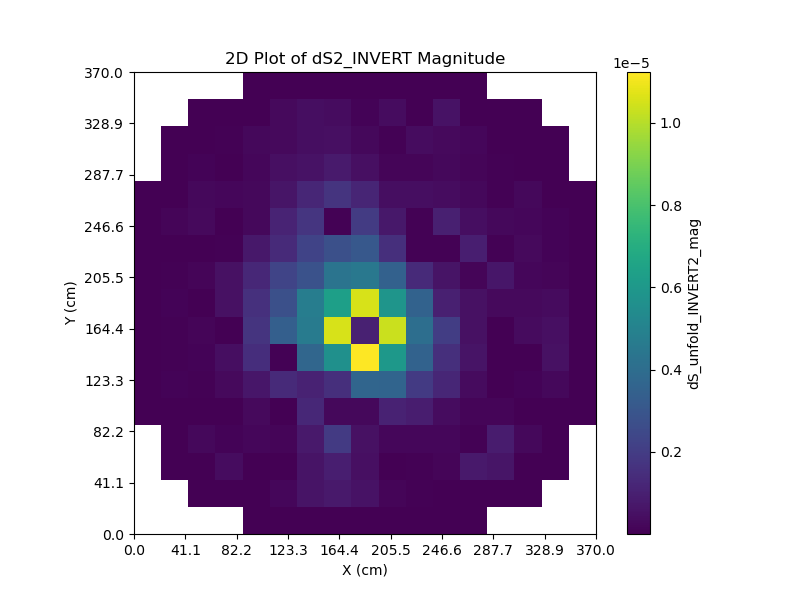 2D Plot of dS2_INVERT Magnitude
1e−5
370.0
328.9
287.7
246.6
205.5
164.4
123.3
82.2
41.1
0.0
Y (cm)
0.0 41.1 82.2 123.3 164.4 205.5 246.6 287.7 328.9 370.0
X (cm)
1.0
0.8
0.6
0.4
0.2
dS_unfold_INVERT2_mag